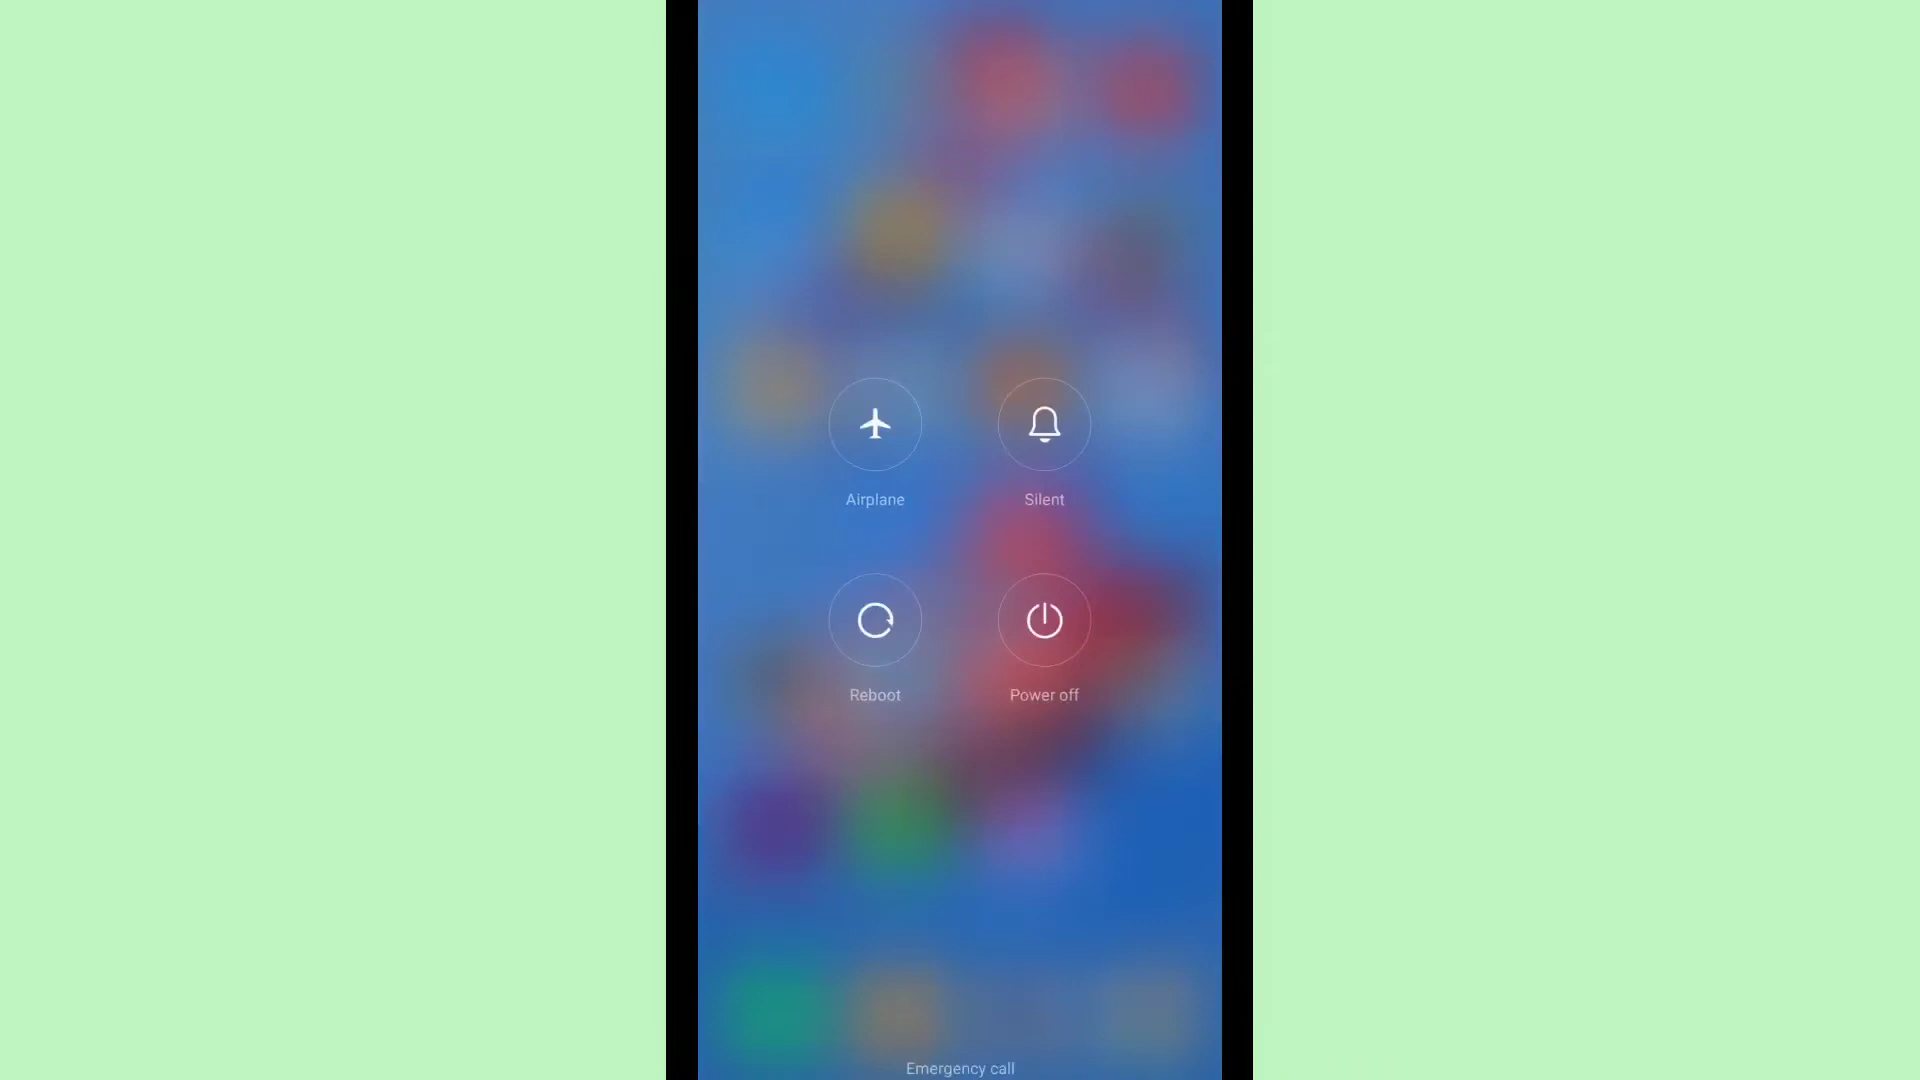 Airplane
Silent
Reboot
Power off
Emergency call